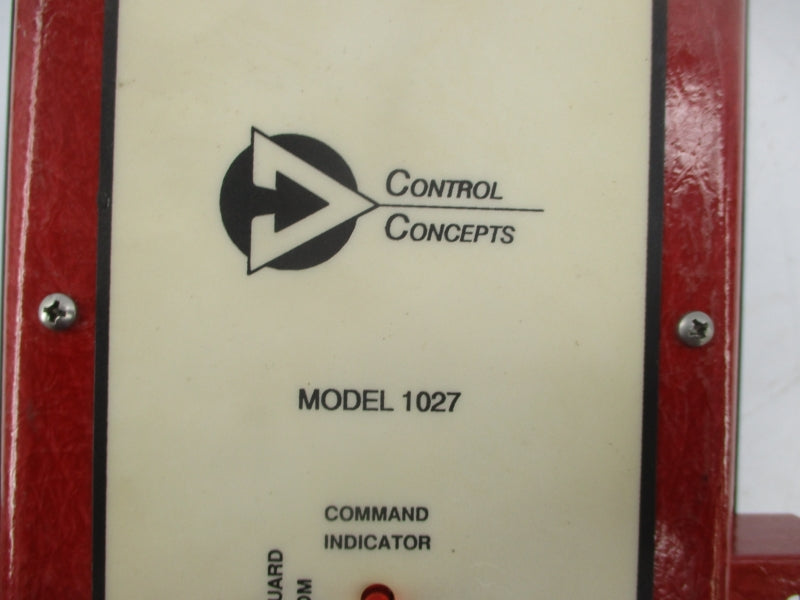 CONTROL
CONCEPTS
MODEL 1027
COMMAND
INDICATOR